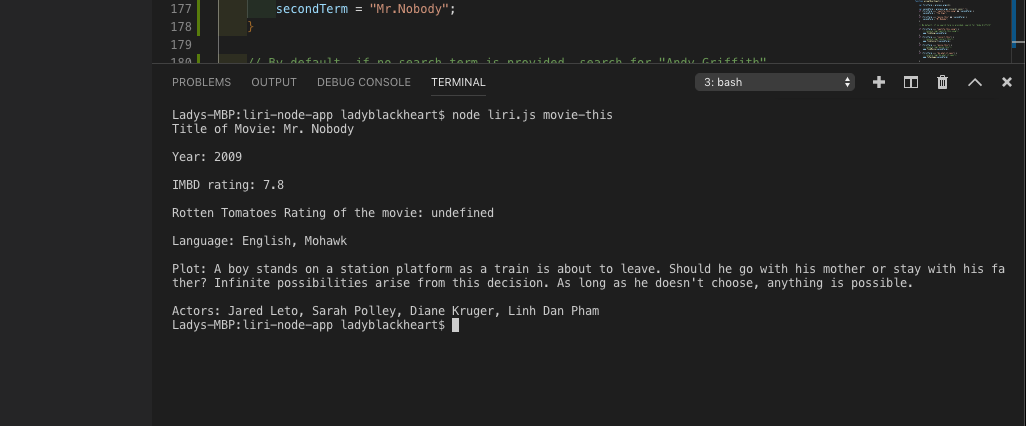 177 secondTerm = "Mr.Nobody";
178 }
179
180 // By default, if no search term is provided, search for "Andy Griffith"
PROBLEMS OUTPUT DEBUG CONSOLE TERMINAL 3: bash
Ladys-MBP:liri-node-app ladyblackheart$ node liri.js movie-this
Title of Movie: Mr. Nobody
Year: 2009
IMBD rating: 7.8
Rotten Tomatoes Rating of the movie: undefined
Language: English, Mohawk
Plot: A boy stands on a station platform as a train is about to leave. Should he go with his mother or stay with his fa
ther? Infinite possibilities arise from this decision. As long as he doesn't choose, anything is possible.
Actors: Jared Leto, Sarah Polley, Diane Kruger, Linh Dan Pham
Ladys-MBP:liri-node-app ladyblackheart$